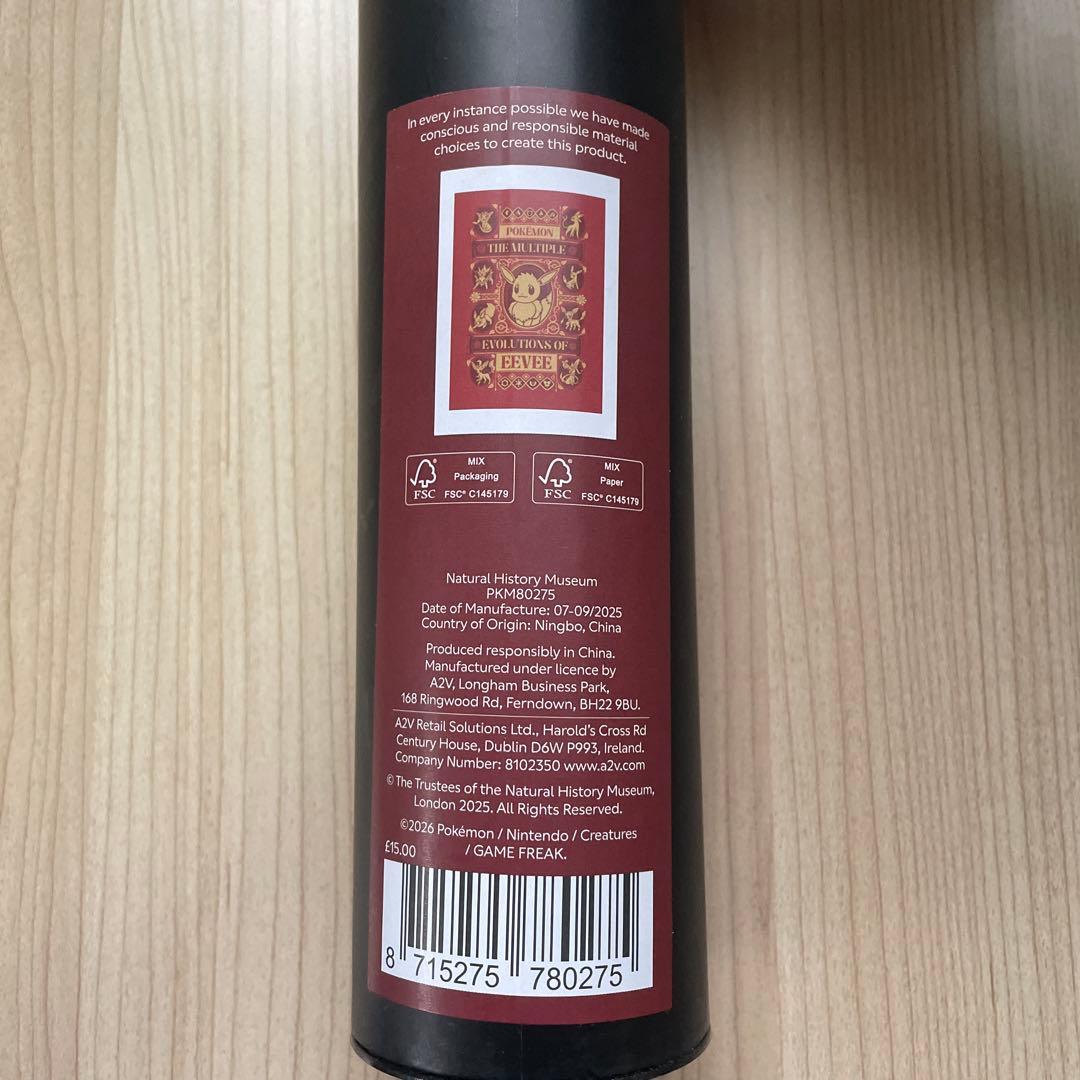 In every instance possible we have made
conscious and responsible material
choices to create this product.
POKÉMON
THE MULTIPLE
EVOLUTIONS OF
EEVEE
MIX
Packaging
FSC® C145179
FSC
MIX
Paper
FSC® C145179
FSC
Natural History Museum
PKM80275
Date of Manufacture: 07-09/2025
Country of Origin: Ningbo, China
Produced responsibly in China.
Manufactured under licence by
A2V, Longham Business Park,
168 Ringwood Rd, Ferndown, BH22 9BU.
A2V Retail Solutions Ltd., Harold's Cross Rd
Century House, Dublin D6W P993, Ireland.
Company Number: 8102350 www.a2v.com
© The Trustees of the Natural History Museum,
London 2025. All Rights Reserved.
©2026 Pokémon / Nintendo / Creatures
/ GAME FREAK.
£15.00
8 715275 780275